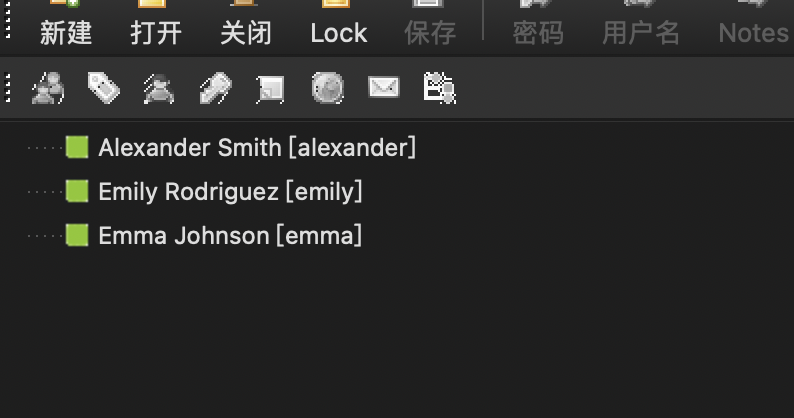 新建 打开 关闭 Lock 保存 密码 用户名 Notes
Alexander Smith [alexander]
Emily Rodriguez [emily]
Emma Johnson [emma]